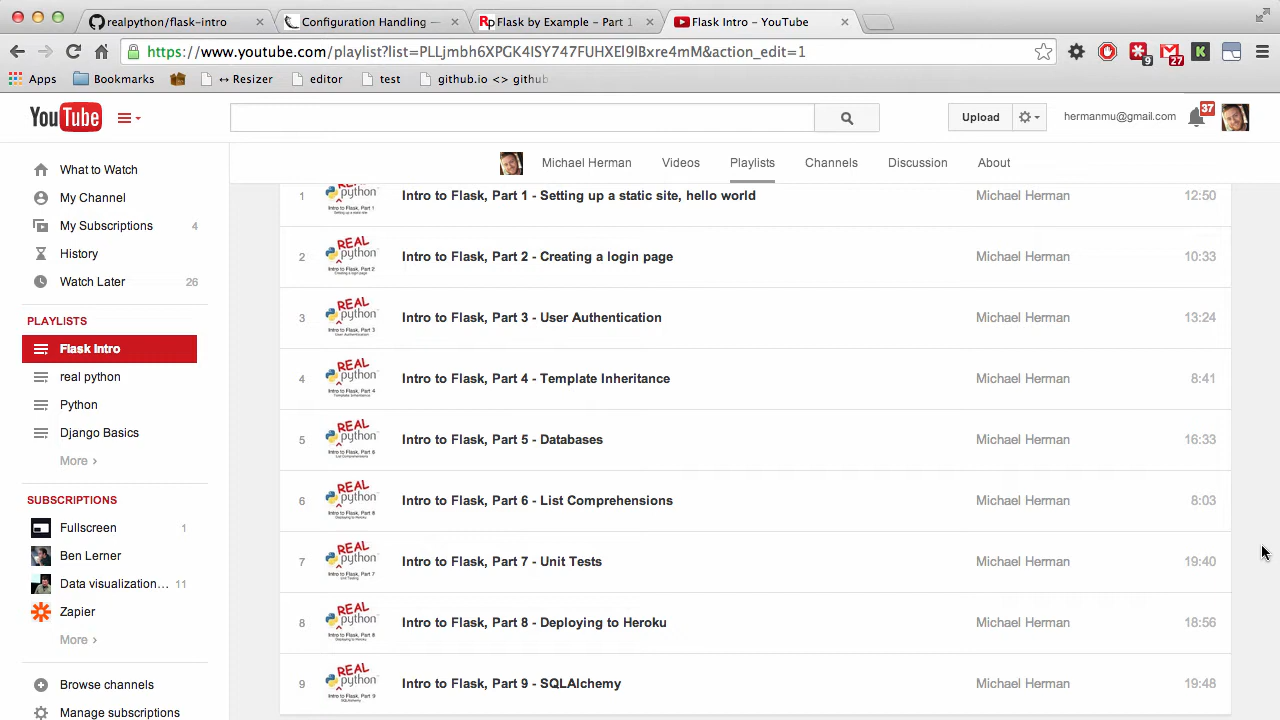 realpython/flask-intro
Configuration Handling —
Flask by Example – Part 1
Flask Intro – YouTube
https://www.youtube.com/playlist?list=PLLjmbh6XPGK4ISY747FUHXEI9lBxre4mM&action_edit=1
9
27
K
Apps
Bookmarks
↔ Resizer
editor
test
github.io <> github
YouTube
Upload
hermanmu@gmail.com
37
Michael Herman
Videos
Playlists
Channels
Discussion
About
What to Watch
My Channel
My Subscriptions 4
History
Watch Later 26
PLAYLISTS
Flask Intro
real python
Python
Django Basics
More ›
SUBSCRIPTIONS
Fullscreen 1
Ben Lerner
Data visualization... 11
Zapier
More ›
Browse channels
Manage subscriptions
1 Intro to Flask, Part 1 - Setting up a static site, hello world Michael Herman 12:50
2 Intro to Flask, Part 2 - Creating a login page Michael Herman 10:33
3 Intro to Flask, Part 3 - User Authentication Michael Herman 13:24
4 Intro to Flask, Part 4 - Template Inheritance Michael Herman 8:41
5 Intro to Flask, Part 5 - Databases Michael Herman 16:33
6 Intro to Flask, Part 6 - List Comprehensions Michael Herman 8:03
7 Intro to Flask, Part 7 - Unit Tests Michael Herman 19:40
8 Intro to Flask, Part 8 - Deploying to Heroku Michael Herman 18:56
9 Intro to Flask, Part 9 - SQLAlchemy Michael Herman 19:48